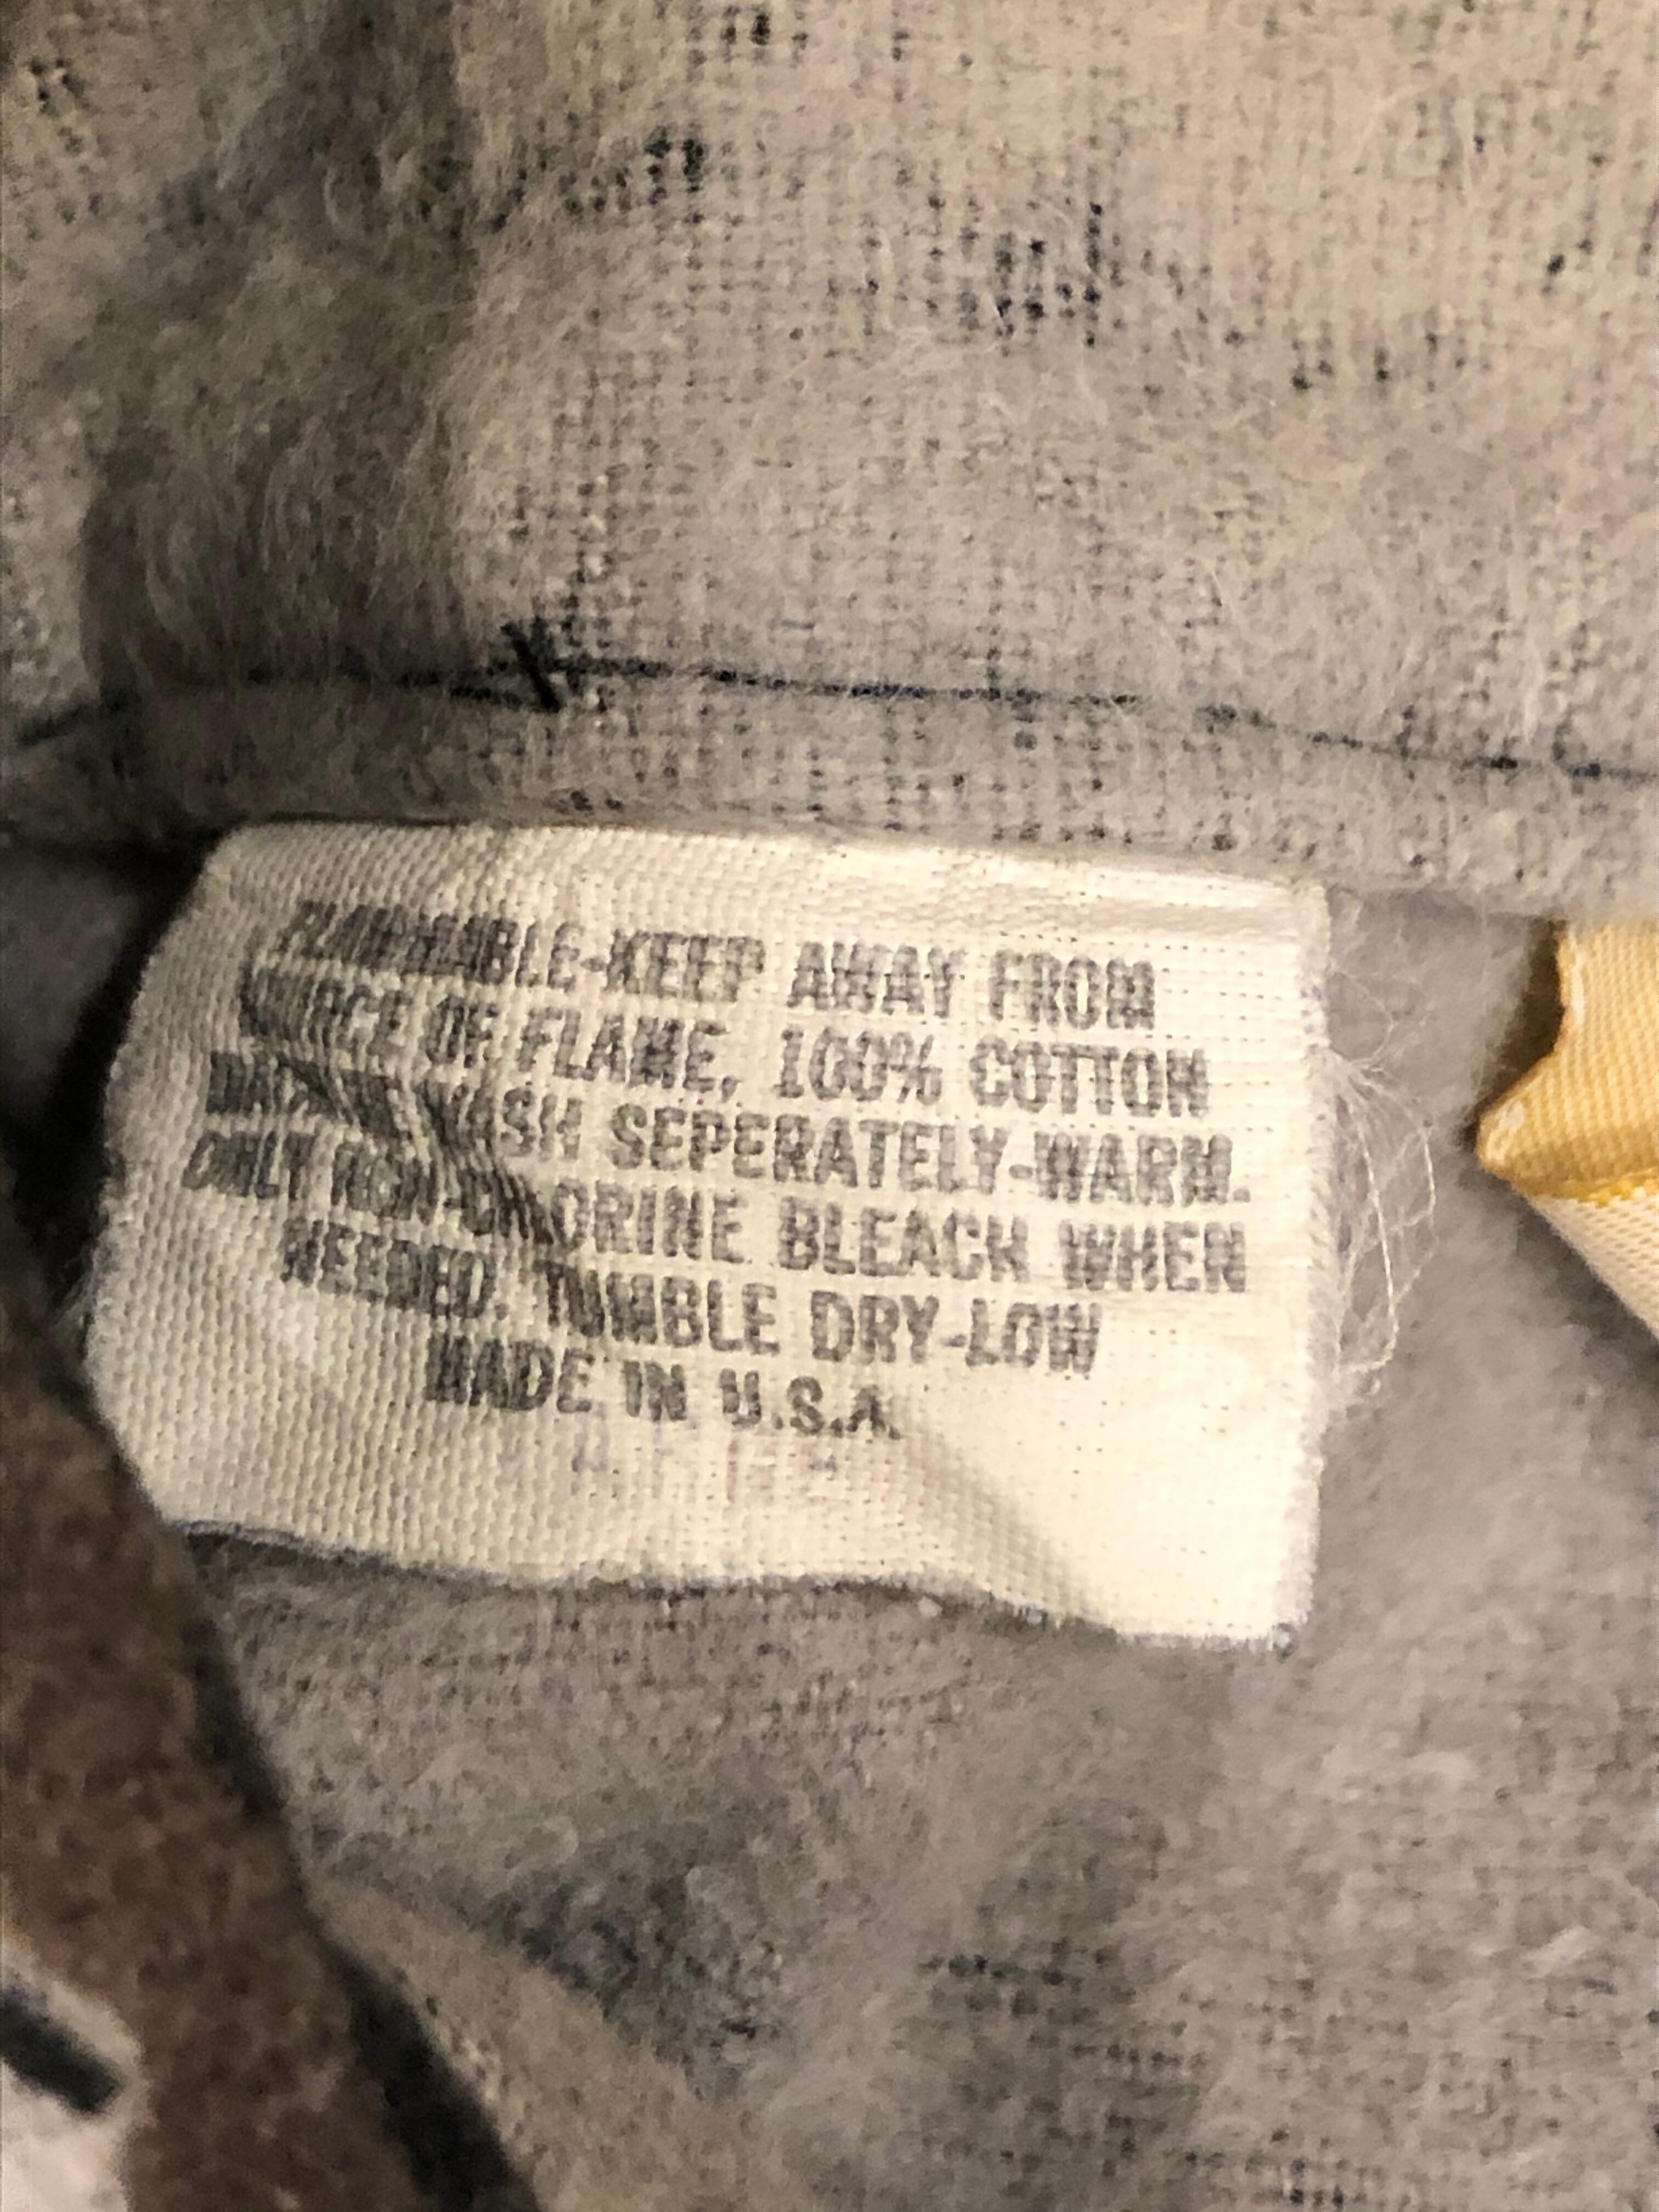 FLAMMABLE-KEEP AWAY FROM
SOURCE OF FLAME, 100% COTTON
MACHINE WASH SEPERATELY-WARM.
ONLY NON-CHLORINE BLEACH WHEN
NEEDED. TUMBLE DRY-LOW
MADE IN U.S.A.